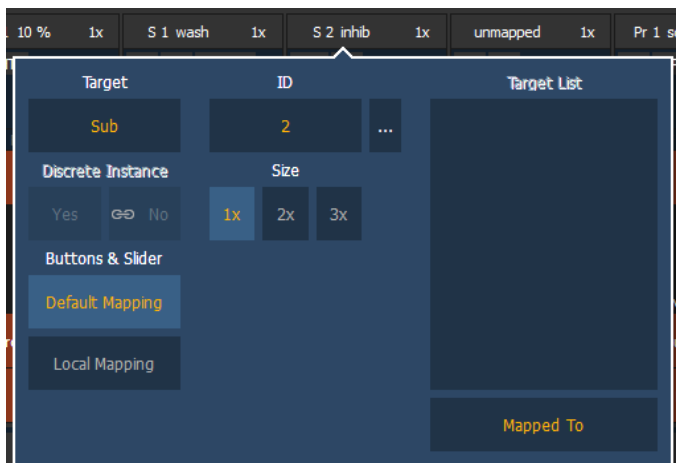 10 % 1x S 1 wash 1x S 2 inhib 1x unmapped 1x Pr 1
Target ID Target List
Sub 2 ...
Discrete Instance Size
Yes No 1x 2x 3x
Buttons & Slider
Default Mapping
Local Mapping
Mapped To